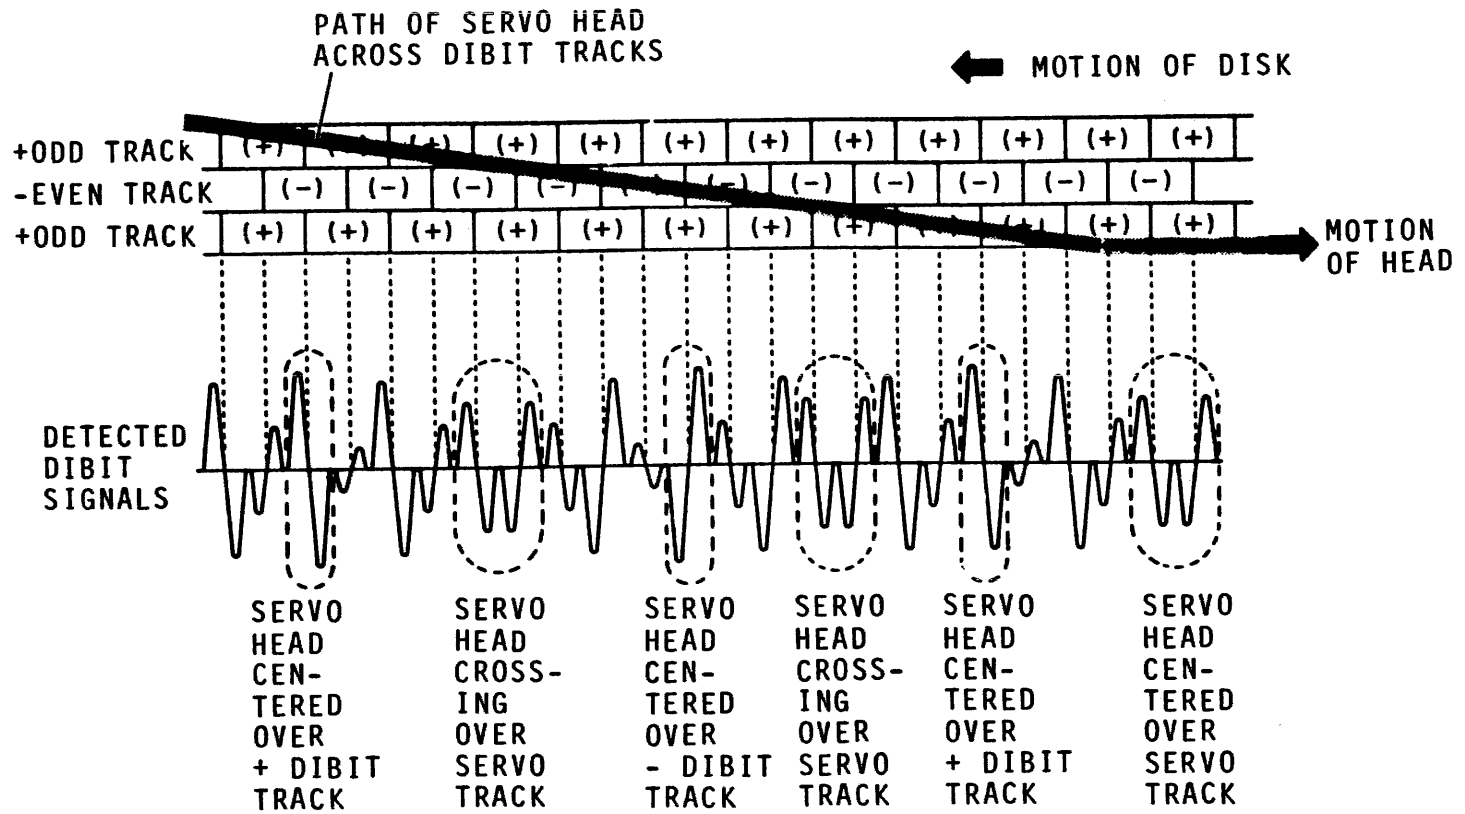 PATH OF SERVO HEAD
ACROSS DIBIT TRACKS
MOTION OF DISK
+ODD TRACK (+) (+) (+) (+) (+) (+) (+) (+) (+) (+) (+)
-EVEN TRACK (-) (-) (-) (-) (-) (-) (-) (-) (-) (-)
+ODD TRACK (+) (+) (+) (+) (+) (+) (+) (+) (+) (+) (+)
MOTION
OF HEAD
DETECTED
DIBIT
SIGNALS
SERVO
HEAD
CEN-
TERED
OVER
+ DIBIT
TRACK
SERVO
HEAD
CROSS-
ING
OVER
SERVO
TRACK
SERVO
HEAD
CEN-
TERED
OVER
- DIBIT
TRACK
SERVO
HEAD
CROSS-
ING
OVER
SERVO
TRACK
SERVO
HEAD
CEN-
TERED
OVER
+ DIBIT
TRACK
SERVO
HEAD
CEN-
TERED
OVER
SERVO
TRACK